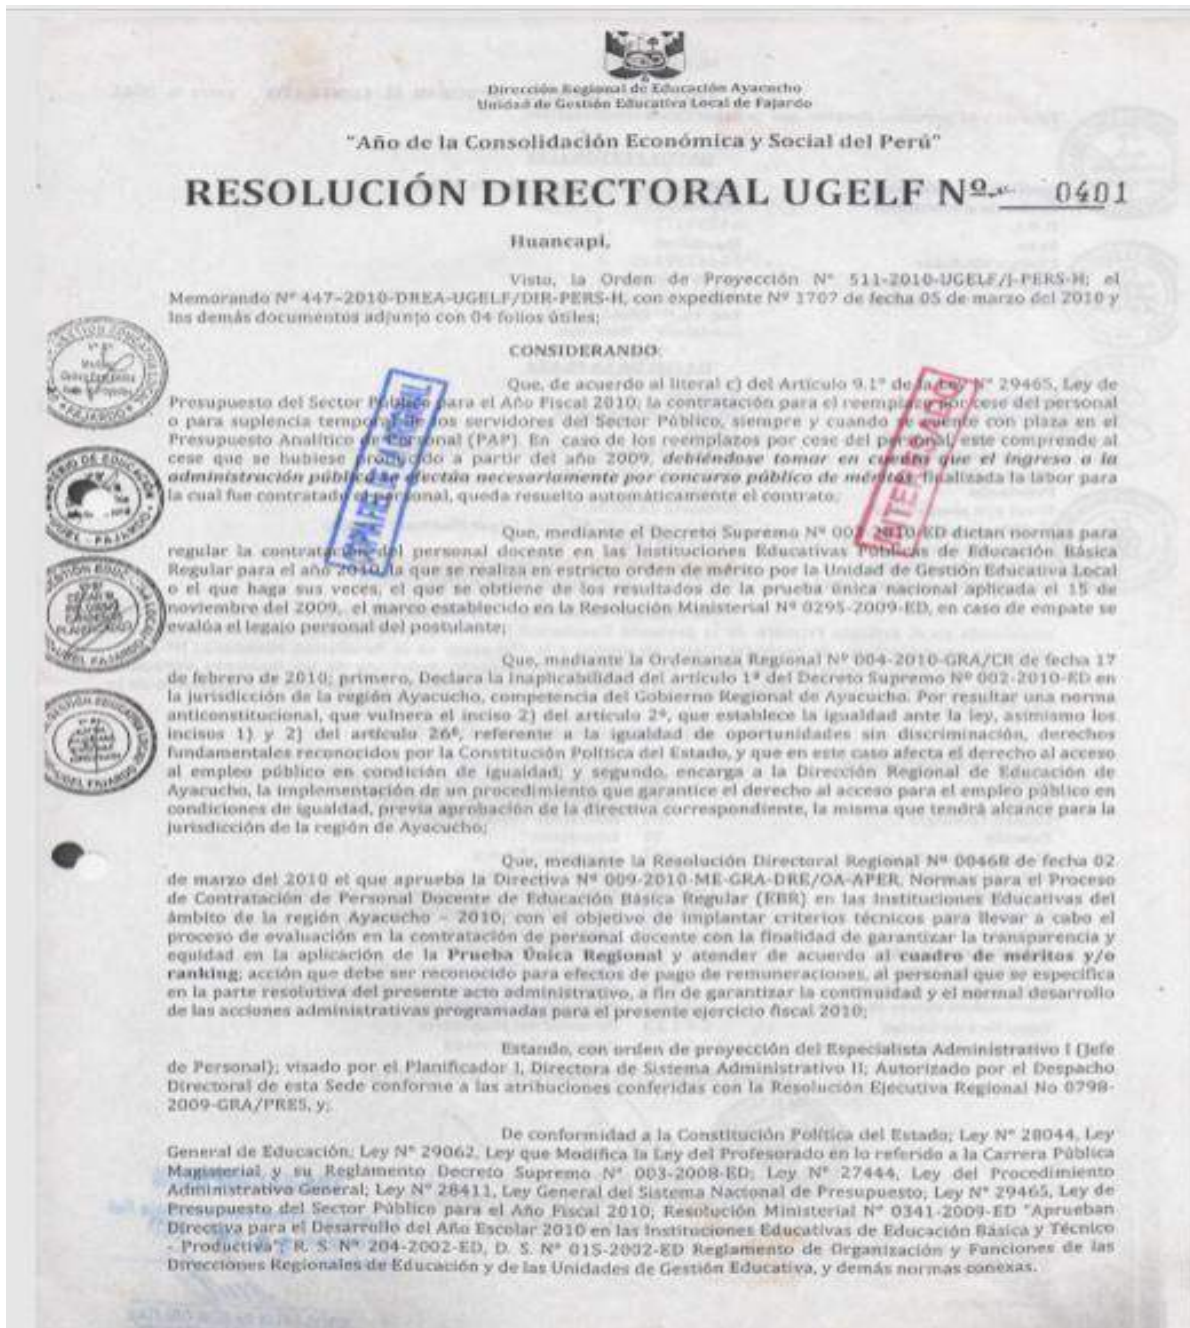 Dirección Regional de Educación Ayacucho
Unidad de Gestión Educativa Local de Fajardo
"Año de la Consolidación Económica y Social del Perú"
RESOLUCIÓN DIRECTORAL UGELF Nº 0401
Huancapi,
Visto, la Orden de Proyección N° 511-2010-UGELF/J-PERS-H; el
Memorando Nº 447-2010-DREA-UGELF/DIR-PERS-H, con expediente Nº 1707 de fecha 05 de marzo del 2010 y
los demás documentos adjunto con 04 folios útiles;
CONSIDERANDO:
Que, de acuerdo al literal c) del Artículo 9.1° de la Ley N° 29465, Ley de
Presupuesto del Sector Público para el Año Fiscal 2010; la contratación para el reemplazo por cese del personal
o para suplencia temporal de los servidores del Sector Público, siempre y cuando se cuente con plaza en el
Presupuesto Analítico de Personal (PAP). En caso de los reemplazos por cese del personal, este comprende al
cese que se hubiese producido a partir del año 2009, debiéndose tomar en cuenta que el ingreso a la
administración pública se efectúa necesariamente por concurso público de méritos, finalizada la labor para
la cual fue contratado el personal, queda resuelto automáticamente el contrato;
Que, mediante el Decreto Supremo Nº 002-2010-ED dictan normas para
regular la contratación del personal docente en las Instituciones Educativas Públicas de Educación Básica
Regular para el año 2010, la que se realiza en estricto orden de mérito por la Unidad de Gestión Educativa Local
o el que haga sus veces, el que se obtiene de los resultados de la prueba única nacional aplicada el 15 de
noviembre del 2009, el marco establecido en la Resolución Ministerial Nº 0295-2009-ED, en caso de empate se
evalúa el legajo personal del postulante;
Que, mediante la Ordenanza Regional Nº 004-2010-GRA/CR de fecha 17
de febrero de 2010; primero, Declara la inaplicabilidad del artículo 1º del Decreto Supremo Nº 002-2010-ED en
la jurisdicción de la región Ayacucho, competencia del Gobierno Regional de Ayacucho. Por resultar una norma
anticonstitucional, que vulnera el inciso 2) del artículo 2º, que establece la igualdad ante la ley, asimismo los
incisos 1) y 2) del artículo 26º, referente a la igualdad de oportunidades sin discriminación, derechos
fundamentales reconocidos por la Constitución Política del Estado, y que en este caso afecta el derecho al acceso
al empleo público en condición de igualdad; y segundo, encarga a la Dirección Regional de Educación de
Ayacucho, la implementación de un procedimiento que garantice el derecho al acceso para el empleo público en
condiciones de igualdad, previa aprobación de la directiva correspondiente, la misma que tendrá alcance para la
jurisdicción de la región de Ayacucho;
Que, mediante la Resolución Directoral Regional Nº 00468 de fecha 02
de marzo del 2010 el que aprueba la Directiva Nº 009-2010-ME-GRA-DRE/OA-APER, Normas para el Proceso
de Contratación de Personal Docente de Educación Básica Regular (EBR) en las Instituciones Educativas del
ámbito de la región Ayacucho – 2010; con el objetivo de implantar criterios técnicos para llevar a cabo el
proceso de evaluación en la contratación de personal docente con la finalidad de garantizar la transparencia y
equidad en la aplicación de la Prueba Única Regional y atender de acuerdo al cuadro de méritos y/o
ranking; acción que debe ser reconocido para efectos de pago de remuneraciones, al personal que se especifica
en la parte resolutiva del presente acto administrativo, a fin de garantizar la continuidad y el normal desarrollo
de las acciones administrativas programadas para el presente ejercicio fiscal 2010;
Estando, con orden de proyección del Especialista Administrativo I (Jefe
de Personal); visado por el Planificador I, Directora de Sistema Administrativo II; Autorizado por el Despacho
Directoral de esta Sede conforme a las atribuciones conferidas con la Resolución Ejecutiva Regional No 0798-
2009-GRA/PRES, y;
De conformidad a la Constitución Política del Estado; Ley N° 28044, Ley
General de Educación; Ley N° 29062, Ley que Modifica la Ley del Profesorado en lo referido a la Carrera Pública
Magisterial y su Reglamento Decreto Supremo N° 003-2008-ED; Ley N° 27444, Ley del Procedimiento
Administrativo General; Ley N° 28411, Ley General del Sistema Nacional de Presupuesto; Ley N° 29465, Ley de
Presupuesto del Sector Público para el Año Fiscal 2010; Resolución Ministerial N° 0341-2009-ED "Aprueban
Directiva para el Desarrollo del Año Escolar 2010 en las Instituciones Educativas de Educación Básica y Técnico
- Productiva"; R. S. N° 204-2002-ED, D. S. N° 015-2002-ED Reglamento de Organización y Funciones de las
Direcciones Regionales de Educación y de las Unidades de Gestión Educativa, y demás normas conexas.
INTERESADO